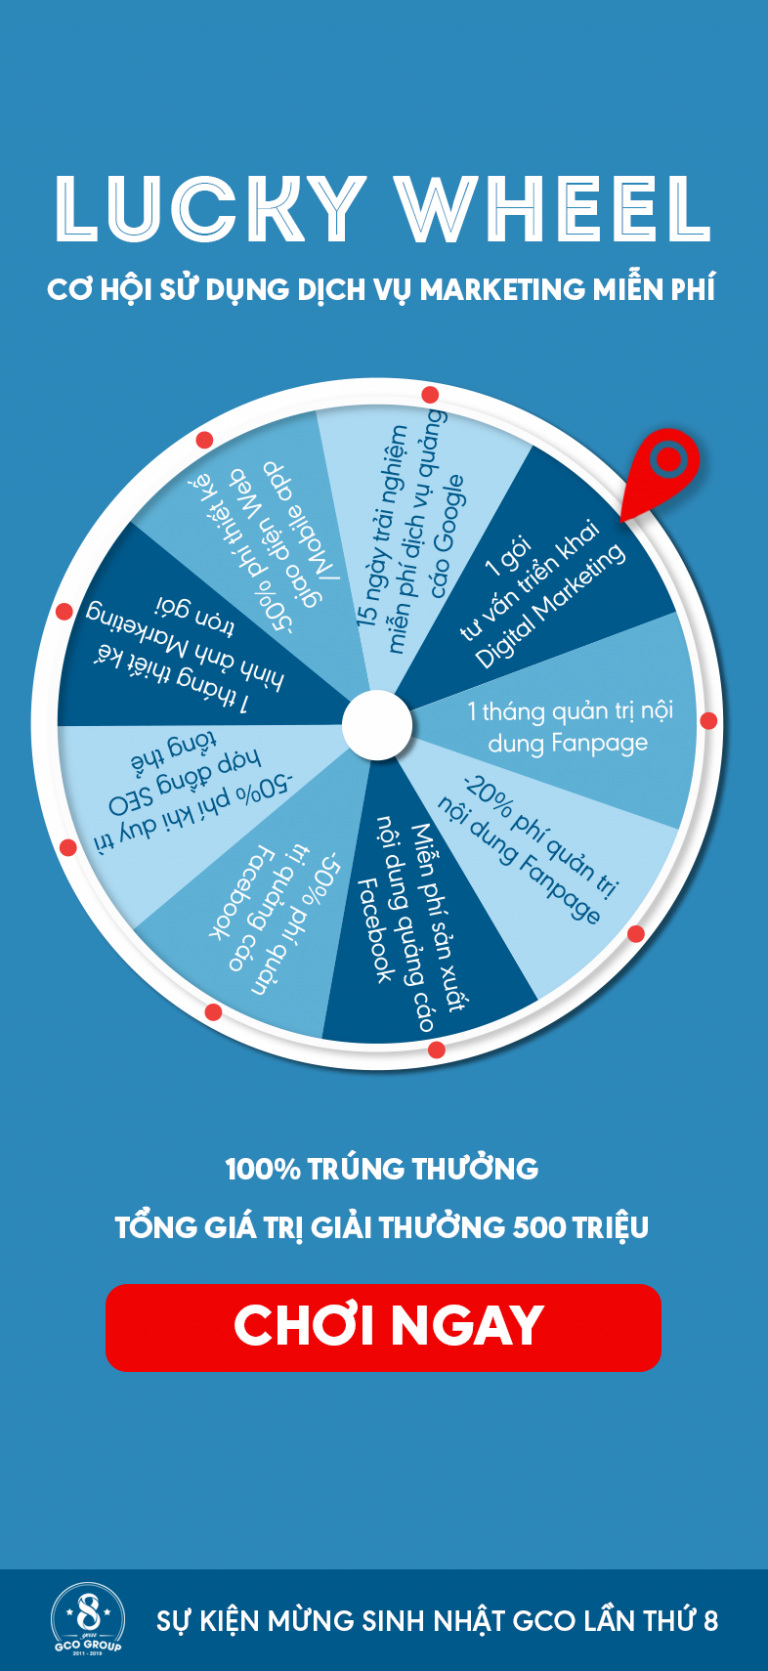 LUCKY WHEEL
CƠ HỘI SỬ DỤNG DỊCH VỤ MARKETING MIỄN PHÍ
15 ngày trải nghiệm
miễn phí dịch vụ quảng
cáo Google
1 gói
tư vấn triển khai
Digital Marketing
1 tháng quản trị nội
dung Fanpage
-20% phí quản trị
nội dung Fanpage
Miễn phí sản xuất
nội dung quảng cáo
Facebook
-50% phí quản
trị quảng cáo
Facebook
-50% phí khi duy trì
hợp đồng SEO
tổng thể
1 tháng thiết kế
hình ảnh Marketing
trọn gói
-50% phí thiết kế
giao diện Web
/Mobile app
100% TRÚNG THƯỞNG
TỔNG GIÁ TRỊ GIẢI THƯỞNG 500 TRIỆU
CHƠI NGAY
8
GCO GROUP
2011 - 2019
SỰ KIỆN MỪNG SINH NHẬT GCO LẦN THỨ 8